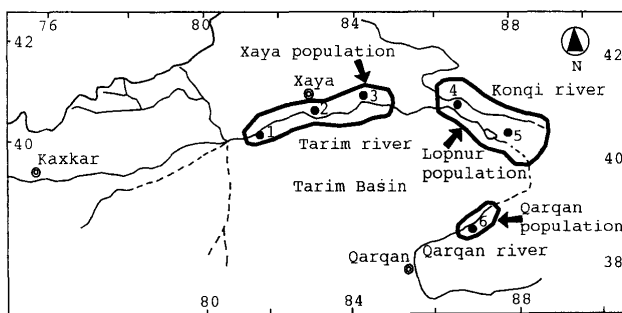 76 80 84 88
42 42
Xaya population
N
Xaya
4 Konqi river
3
2
1 5
40 Tarim river Lopnur 40
Kaxkar population
Tarim Basin
Qarqan
6 population
Qarqan river
Qarqan 38
80 84 88